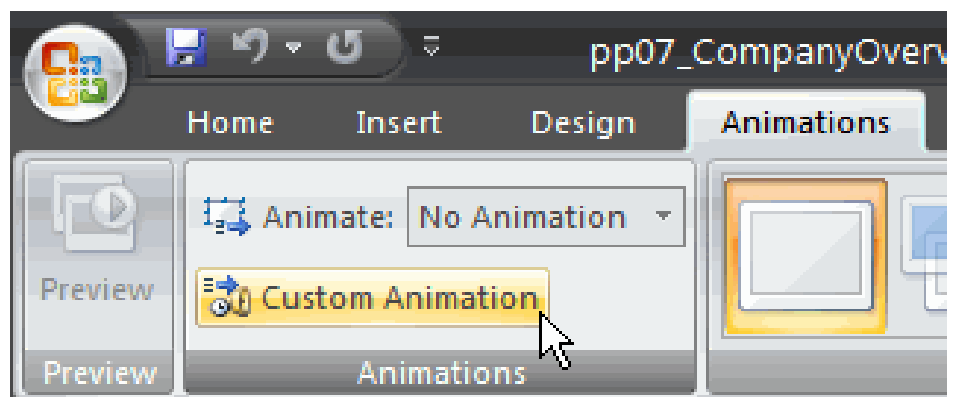 pp07_CompanyOverv
Home Insert Design Animations
Animate: No Animation
Preview
Custom Animation
Preview Animations